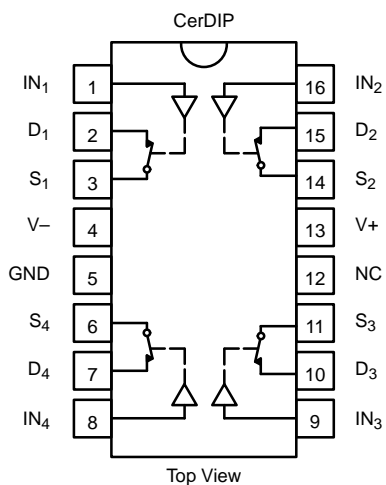 CerDIP
IN₁ 1 16 IN₂
D₁ 2 15 D₂
S₁ 3 14 S₂
V– 4 13 V+
GND 5 12 NC
S₄ 6 11 S₃
D₄ 7 10 D₃
IN₄ 8 9 IN₃
Top View